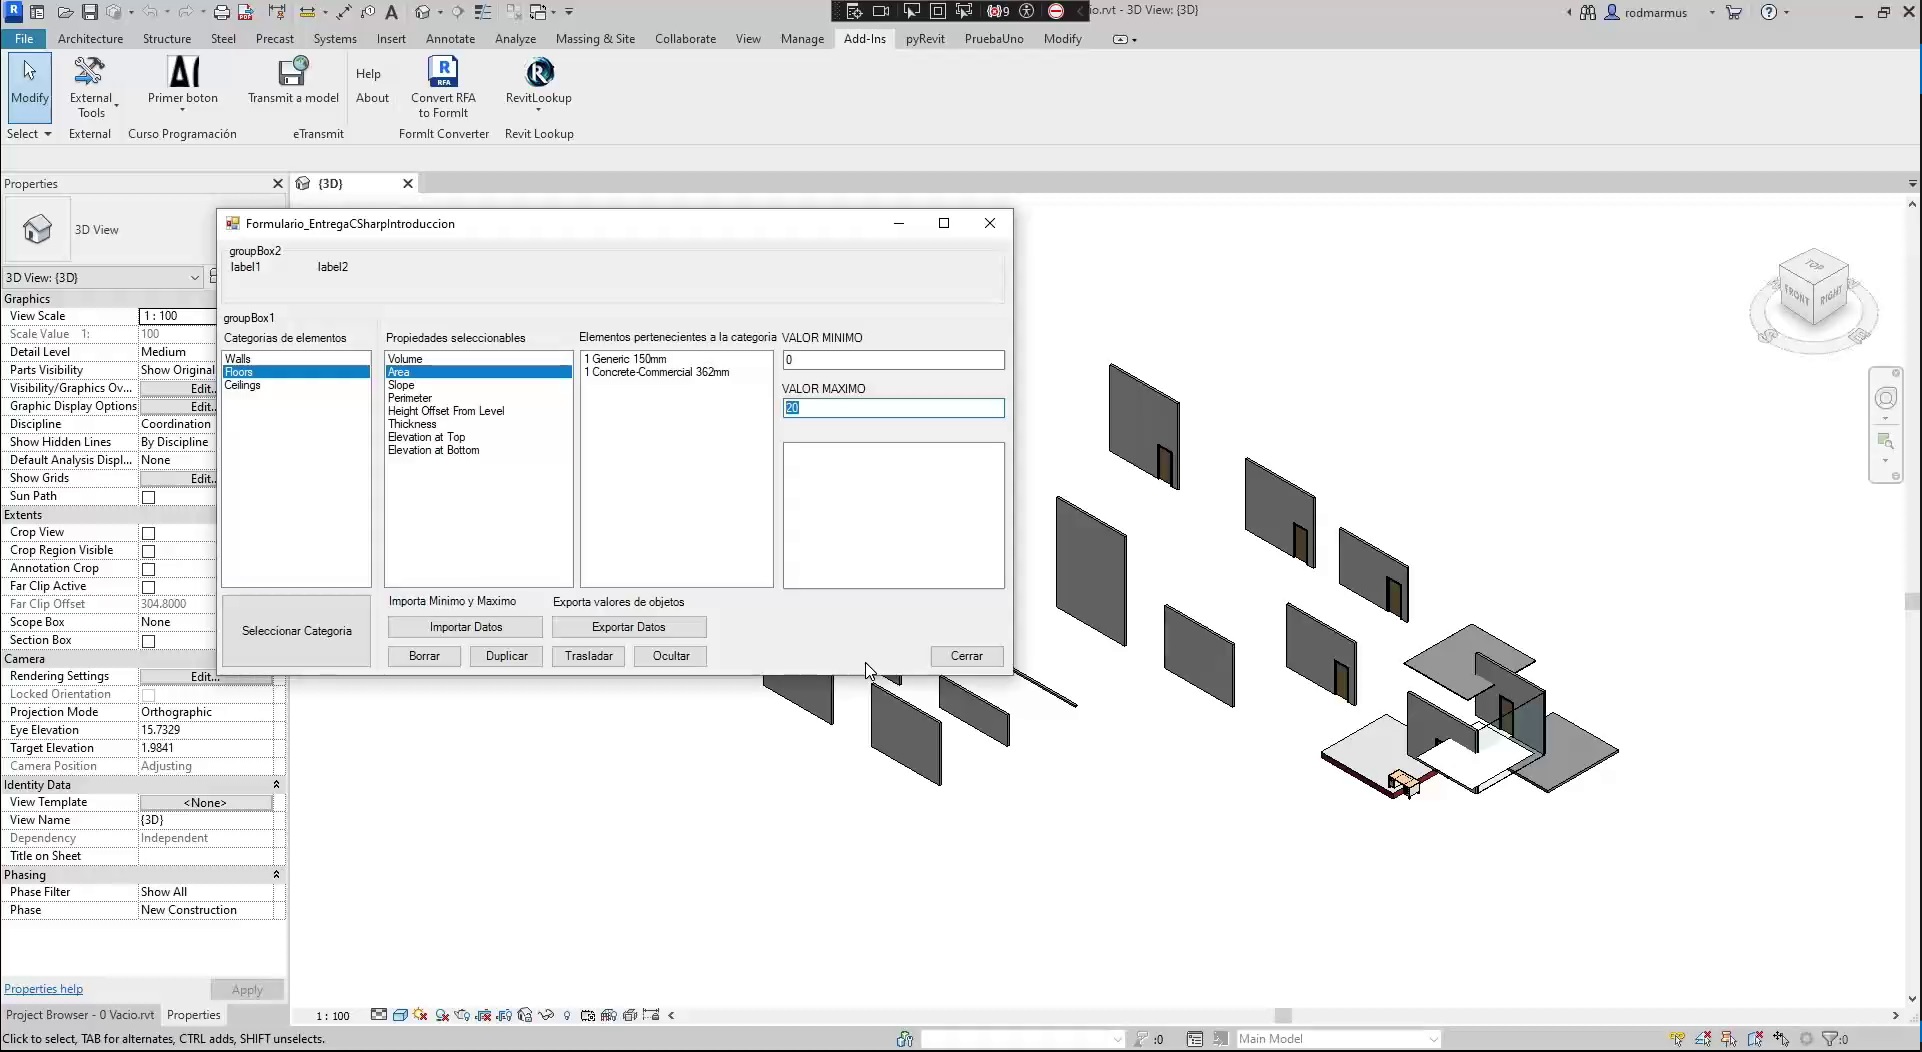 R
PDF
9
io.rvt - 3D View: {3D}
rodmarmus
File
Architecture
Structure
Steel
Precast
Systems
Insert
Annotate
Analyze
Massing & Site
Collaborate
View
Manage
Add-Ins
pyRevit
PruebaUno
Modify
Modify
External
Tools
Primer boton
Transmit a model
Help
About
R
RFA
Convert RFA
to FormIt
RevitLookup
Select
External
Curso Programación
eTransmit
FormIt Converter
Revit Lookup
Properties
{3D}
3D View
3D View: {3D}
Graphics
View Scale 1 : 100
Scale Value 1: 100
Detail Level Medium
Parts Visibility Show Original
Visibility/Graphics Ov... Edit..
Graphic Display Options Edit..
Discipline Coordination
Show Hidden Lines By Discipline
Default Analysis Displ... None
Show Grids Edit..
Sun Path
Extents
Crop View
Crop Region Visible
Annotation Crop
Far Clip Active
Far Clip Offset 304.8000
Scope Box None
Section Box
Camera
Rendering Settings Edit...
Locked Orientation
Projection Mode Orthographic
Eye Elevation 15.7329
Target Elevation 1.9841
Camera Position Adjusting
Identity Data
View Template <None>
View Name {3D}
Dependency Independent
Title on Sheet
Phasing
Phase Filter Show All
Phase New Construction
Properties help
Apply
Project Browser - 0 Vacio.rvt
Properties
Formulario_EntregaCSharpIntroduccion
groupBox2
label1 label2
groupBox1
Categorias de elementos
Walls
Floors
Ceilings
Seleccionar Categoria
Propiedades seleccionables
Volume
Area
Slope
Perimeter
Height Offset From Level
Thickness
Elevation at Top
Elevation at Bottom
Elementos pertenecientes a la categoria
1 Generic 150mm
1 Concrete-Commercial 362mm
VALOR MINIMO
0
VALOR MAXIMO
20
Importa Minimo y Maximo
Exporta valores de objetos
Importar Datos
Exportar Datos
Borrar
Duplicar
Trasladar
Ocultar
Cerrar
TOP
FRONT
RIGHT
1 : 100
Click to select, TAB for alternates, CTRL adds, SHIFT unselects.
:0
Main Model
:0